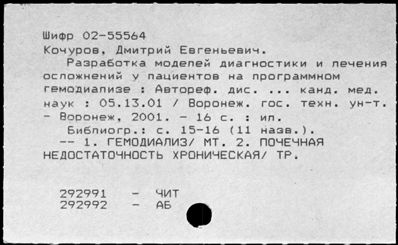 Шифр 02-55564
Кочуров, Дмитрий Евгеньевич.
Разработка моделей диагностики и лечения
осложнений у пациентов на программном
гемодиализе : Автореф. дис. ... канд. мед.
наук : 05.13.01 / Воронеж. гос. техн. ун-т.
- Воронеж, 2001. - 16 с. : ил.
Библиогр.: с. 15-16 (11 назв.).
-- 1. ГЕМОДИАЛИЗ/ МТ. 2. ПОЧЕЧНАЯ
НЕДОСТАТОЧНОСТЬ ХРОНИЧЕСКАЯ/ ТР.
292991 - ЧИТ
292992 - АБ